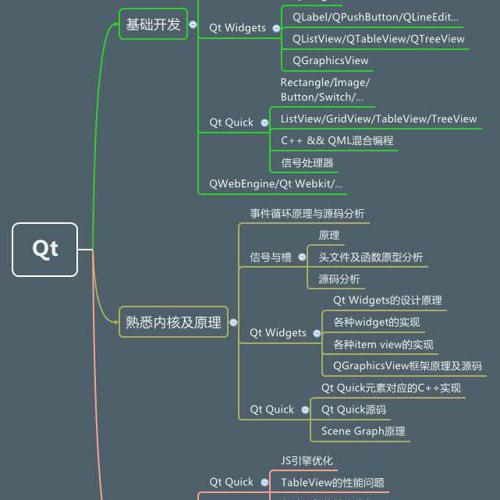 QLabel/QPushButton/QLineEdit...
基础开发
Qt Widgets
QListView/QTableView/QTreeView
QGraphicsView
Rectangle/Image/
Button/Switch/...
Qt Quick
ListView/GridView/TableView/TreeView
C++ && QML混合编程
信号处理器
QWebEngine/Qt Webkit/...
Qt
事件循环原理与源码分析
原理
信号与槽
头文件及函数原型分析
源码分析
熟悉内核及原理
Qt Widgets
Qt Widgets的设计原理
各种widget的实现
各种item view的实现
QGraphicsView框架原理及源码
Qt Quick元素对应的C++实现
Qt Quick
Qt Quick源码
Scene Graph原理
JS引擎优化
Qt Quick
TableView的性能问题